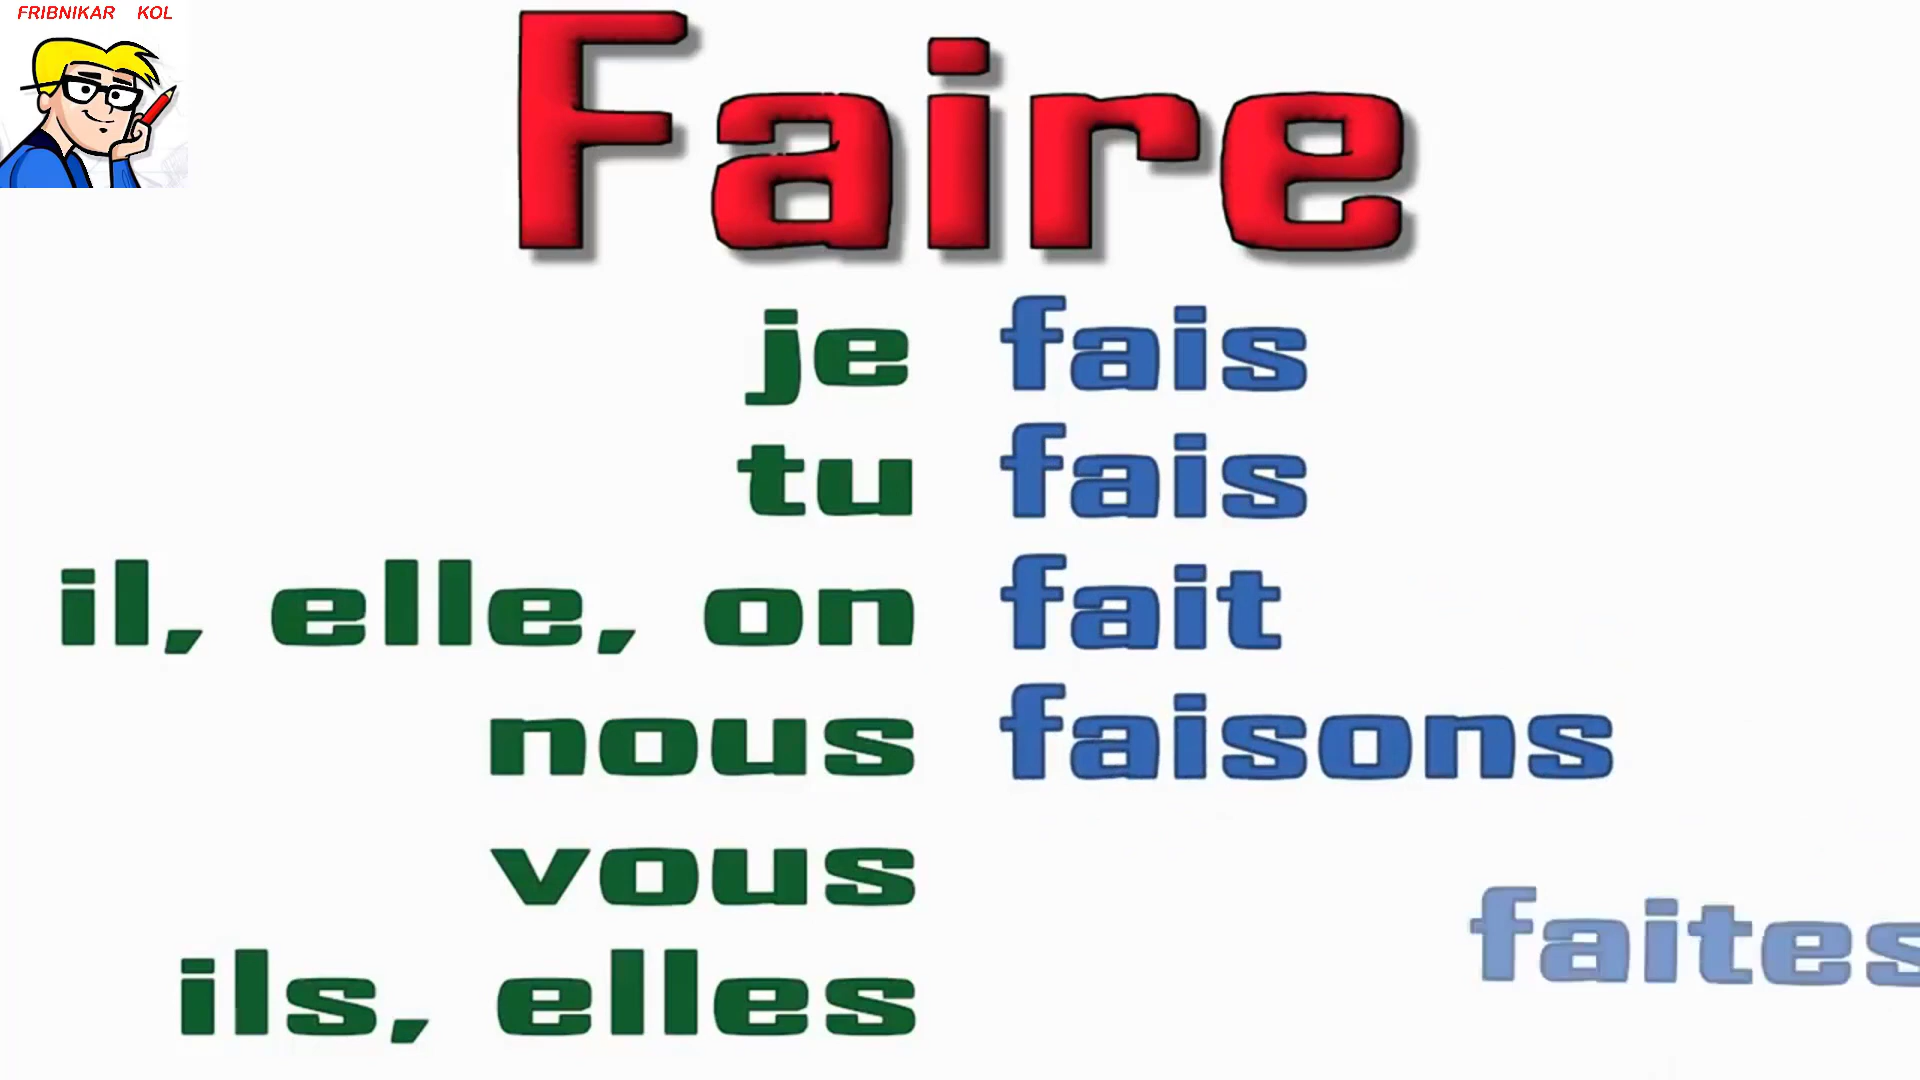 FRIBNIKAR KOL
Faire
je fais
tu fais
il, elle, on fait
nous faisons
vous
faites
ils, elles